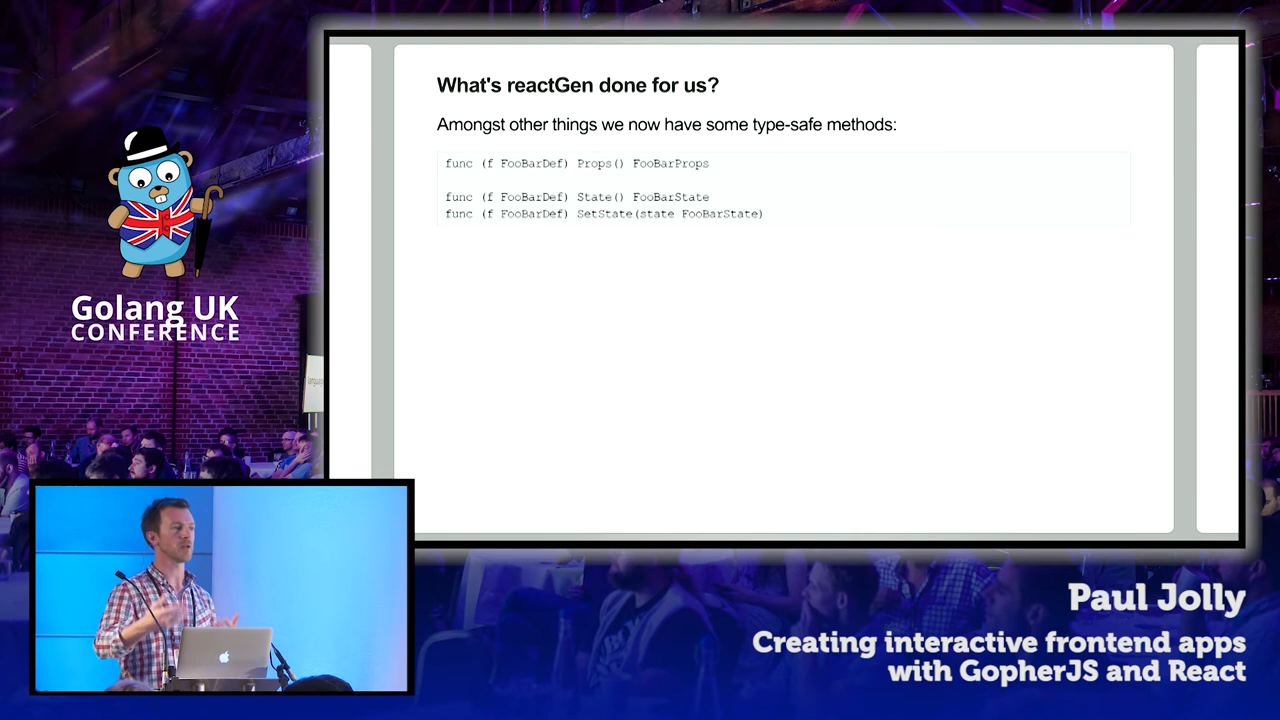 What's reactGen done for us?
Amongst other things we now have some type-safe methods:
func (f FooBarDef) Props() FooBarProps
func (f FooBarDef) State() FooBarState
func (f FooBarDef) SetState(state FooBarState)
Golang UK
CONFERENCE
Paul Jolly
Creating interactive frontend apps
with GopherJS and React